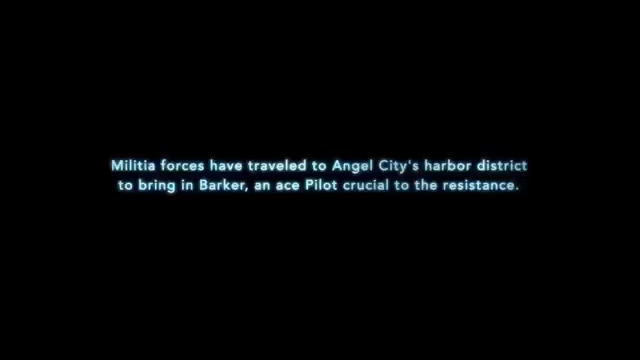 Militia forces have traveled to Angel City's harbor district
to bring in Barker, an ace Pilot crucial to the resistance.